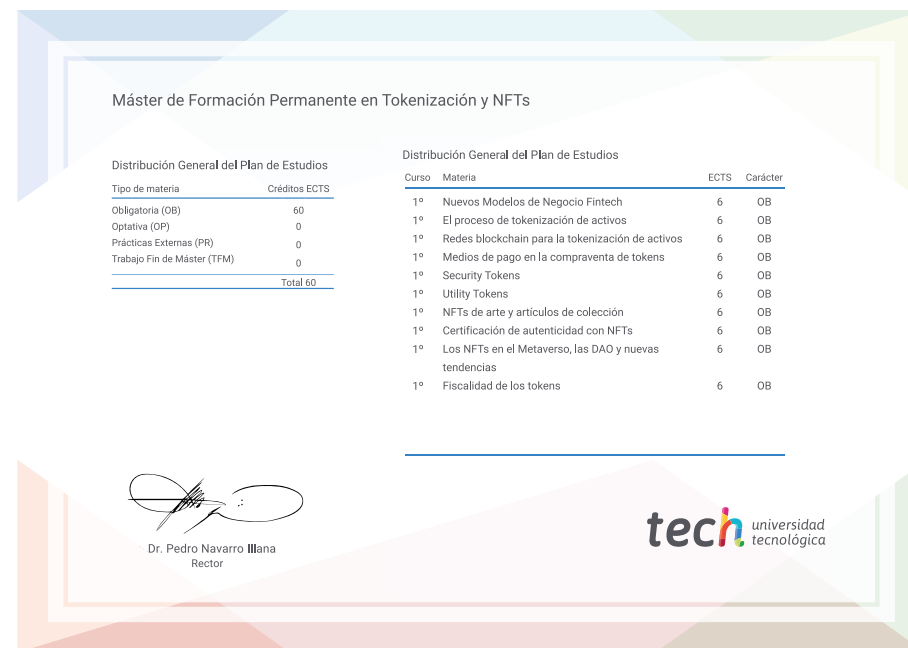 Máster de Formación Permanente en Tokenización y NFTs
Distribución General del Plan de Estudios
Tipo de materia Créditos ECTS
Obligatoria (OB) 60
Optativa (OP) 0
Prácticas Externas (PR) 0
Trabajo Fin de Máster (TFM) 0
Total 60
Distribución General del Plan de Estudios
Curso Materia ECTS Carácter
1º Nuevos Modelos de Negocio Fintech 6 OB
1º El proceso de tokenización de activos 6 OB
1º Redes blockchain para la tokenización de activos 6 OB
1º Medios de pago en la compraventa de tokens 6 OB
1º Security Tokens 6 OB
1º Utility Tokens 6 OB
1º NFTs de arte y artículos de colección 6 OB
1º Certificación de autenticidad con NFTs 6 OB
1º Los NFTs en el Metaverso, las DAO y nuevas 6 OB
tendencias
1º Fiscalidad de los tokens 6 OB
Dr. Pedro Navarro Illana
Rector
tech universidad
tecnológica